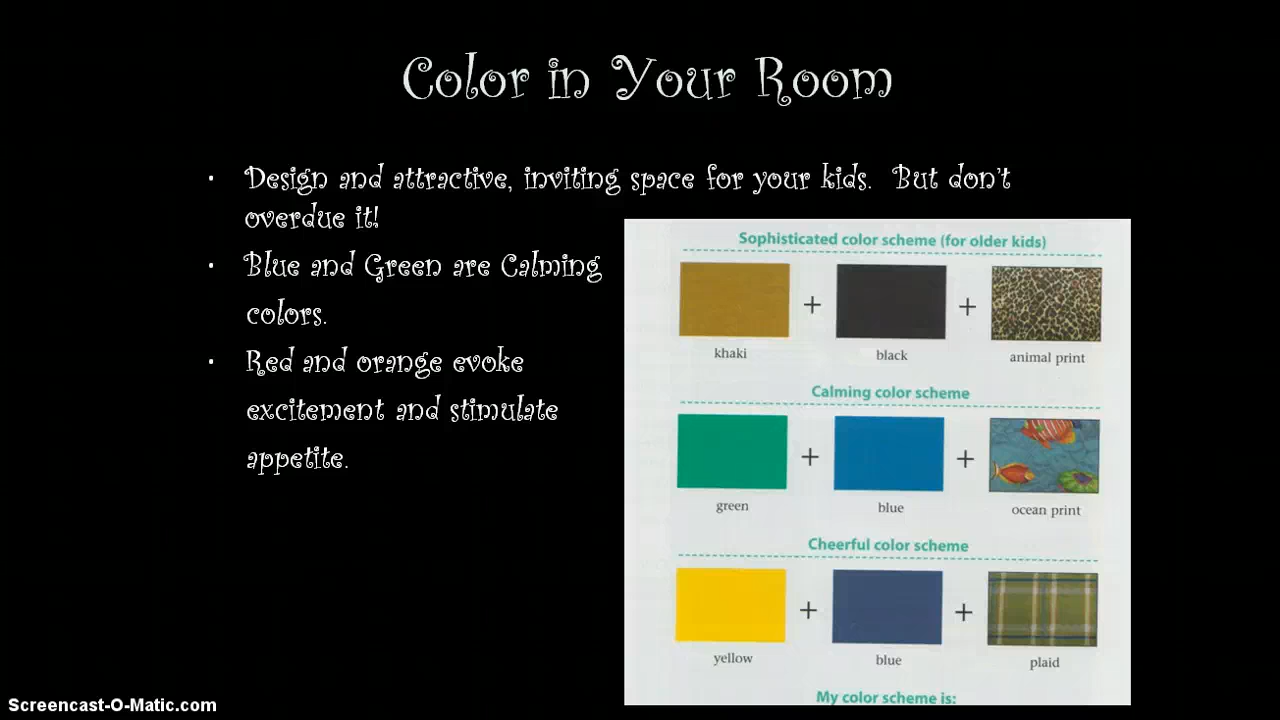 Color in Your Room
• Design and attractive, inviting space for your kids. But don't
overdue it!
• Blue and Green are Calming
colors.
• Red and orange evoke
excitement and stimulate
appetite.
Sophisticated color scheme (for older kids)
+ +
khaki black animal print
Calming color scheme
+ +
green blue ocean print
Cheerful color scheme
+ +
yellow blue plaid
My color scheme is:
Screencast-O-Matic.com